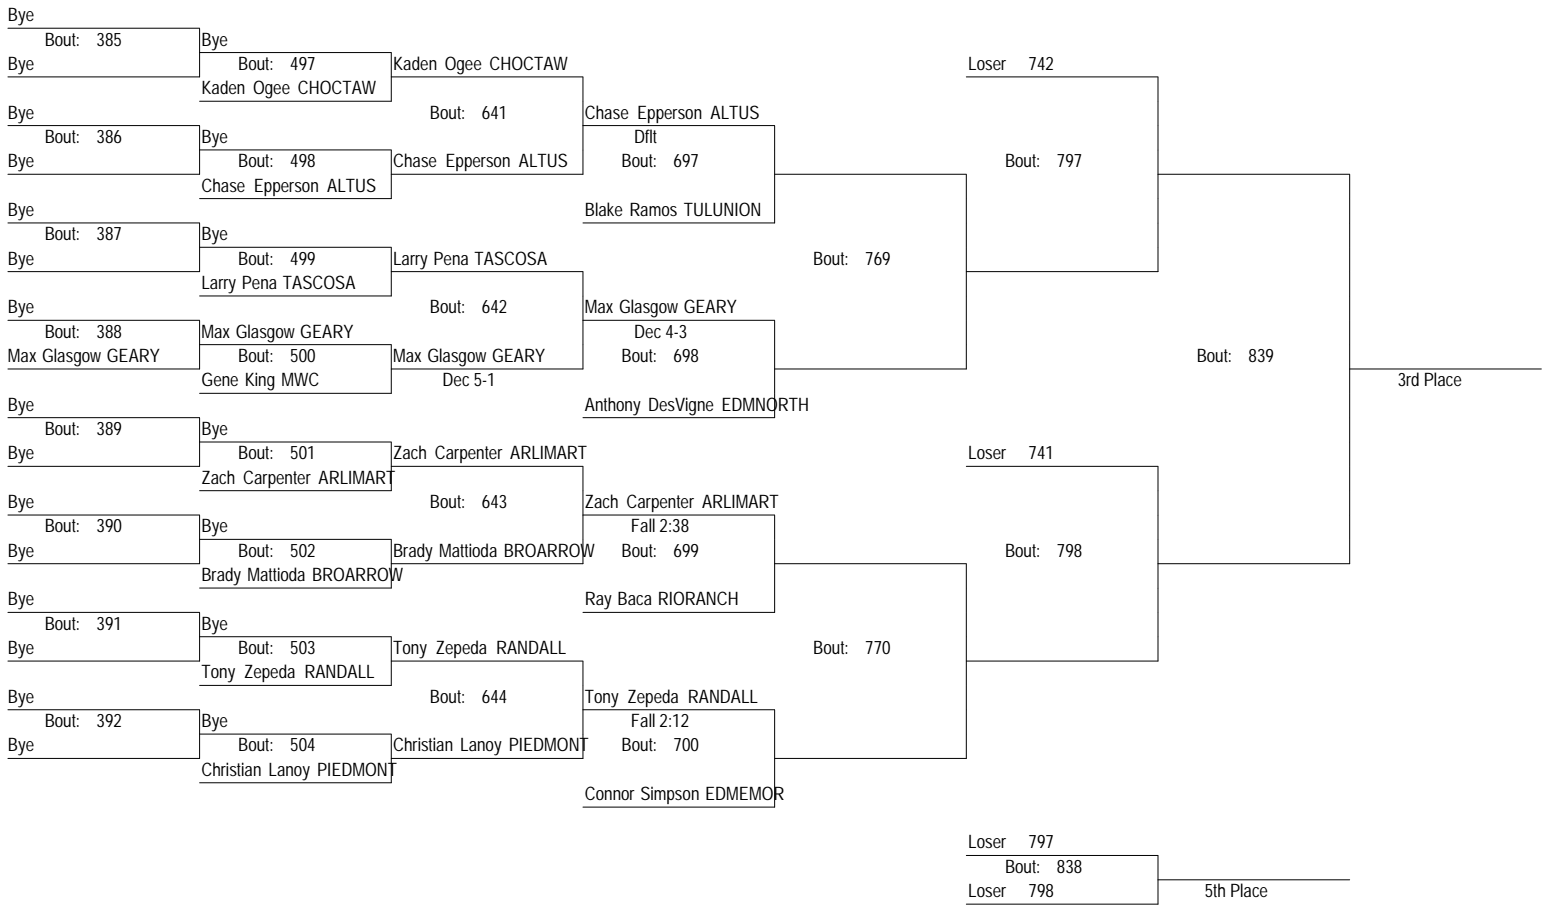 Bye
Bout: 385
Bye
Bye
Bout: 497
Kaden Ogee CHOCTAW
Kaden Ogee CHOCTAW
Loser 742
Bye
Bout: 641
Chase Epperson ALTUS
Bout: 386
Bye
Dflt
Bye
Bout: 498
Chase Epperson ALTUS
Bout: 697
Bout: 797
Chase Epperson ALTUS
Bye
Blake Ramos TULUNION
Bout: 387
Bye
Bye
Bout: 499
Larry Pena TASCOSA
Bout: 769
Larry Pena TASCOSA
Bye
Bout: 642
Max Glasgow GEARY
Bout: 388
Max Glasgow GEARY
Dec 4-3
Max Glasgow GEARY
Bout: 500
Max Glasgow GEARY
Bout: 698
Bout: 839
Gene King MWC
Dec 5-1
3rd Place
Bye
Anthony DesVigne EDMNORTH
Bout: 389
Bye
Bye
Bout: 501
Zach Carpenter ARLIMART
Loser 741
Zach Carpenter ARLIMART
Bye
Bout: 643
Zach Carpenter ARLIMART
Bout: 390
Bye
Fall 2:38
Bye
Bout: 502
Brady Mattioda BROARROW
Bout: 699
Bout: 798
Brady Mattioda BROARROW
Bye
Ray Baca RIORANCH
Bout: 391
Bye
Bye
Bout: 503
Tony Zepeda RANDALL
Bout: 770
Tony Zepeda RANDALL
Bye
Bout: 644
Tony Zepeda RANDALL
Bout: 392
Bye
Fall 2:12
Bye
Bout: 504
Christian Lanoy PIEDMONT
Bout: 700
Christian Lanoy PIEDMONT
Connor Simpson EDMEMOR
Loser 797
Bout: 838
Loser 798
5th Place